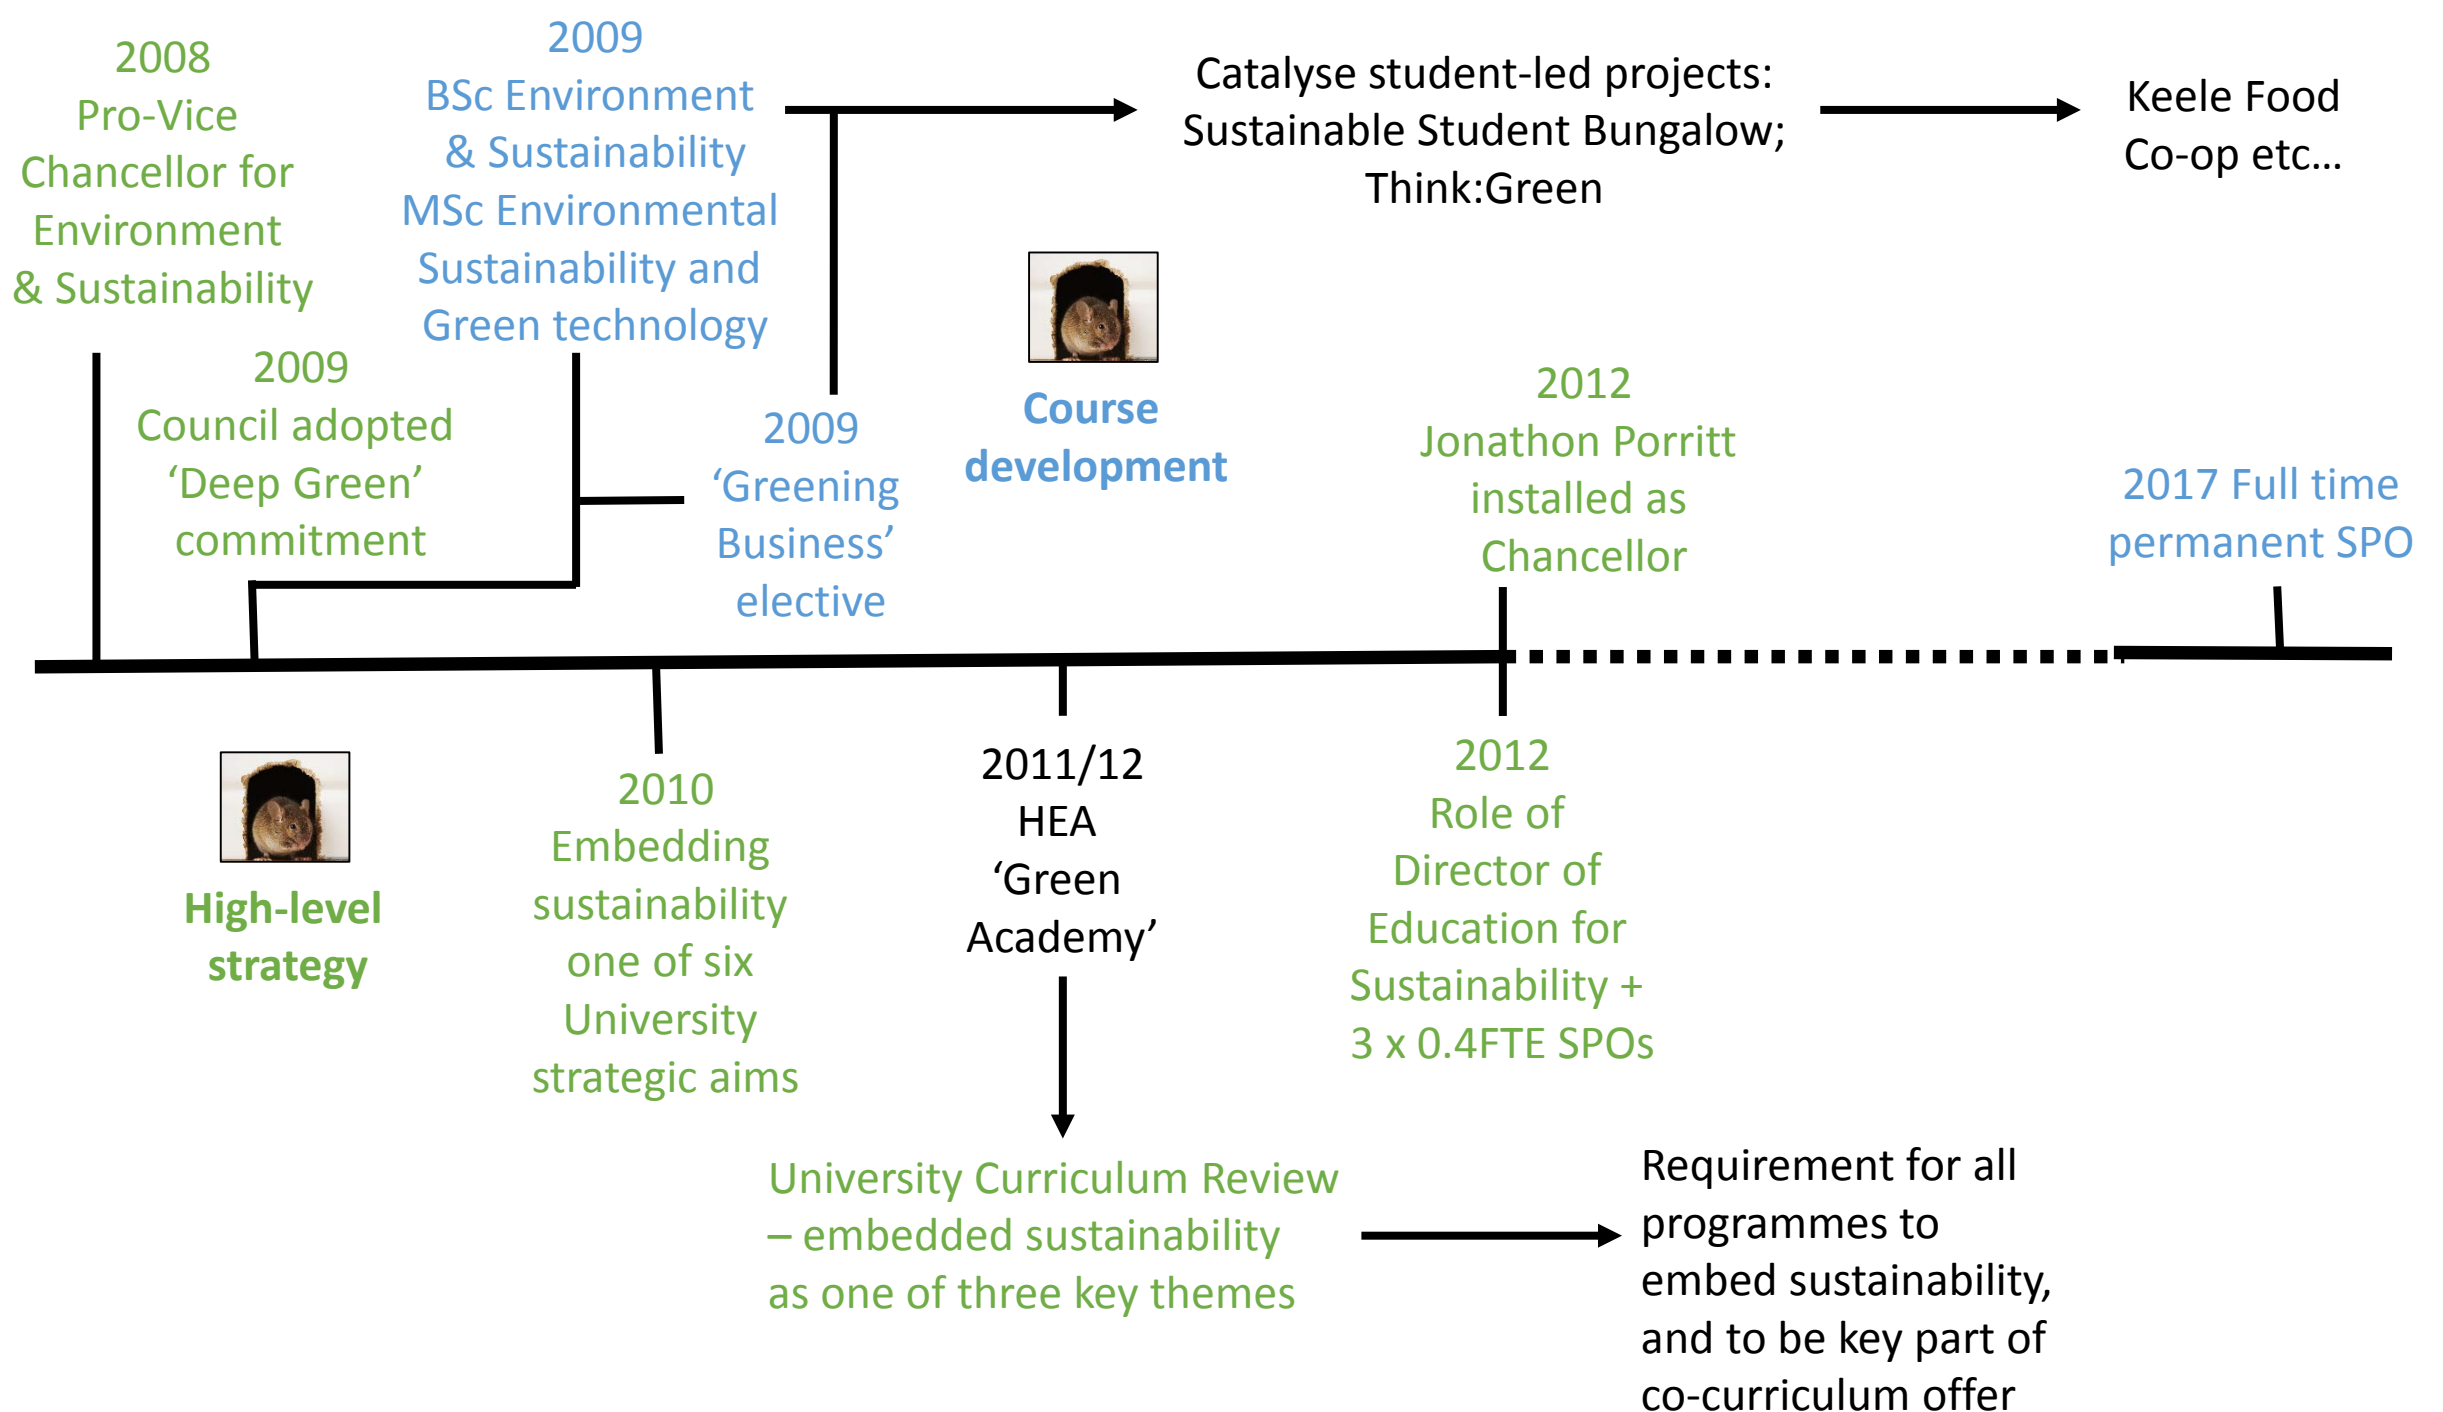 2008
Pro-Vice
Chancellor for
Environment
& Sustainability
2009
BSc Environment
& Sustainability
MSc Environmental
Sustainability and
Green technology
Catalyse student-led projects:
Sustainable Student Bungalow;
Think:Green
Keele Food
Co-op etc…
2009
Council adopted
‘Deep Green’
commitment
2009
‘Greening
Business’
elective
Course
development
2012
Jonathon Porritt
installed as
Chancellor
2017 Full time
permanent SPO
High-level
strategy
2010
Embedding
sustainability
one of six
University
strategic aims
2011/12
HEA
‘Green
Academy’
2012
Role of
Director of
Education for
Sustainability +
3 x 0.4FTE SPOs
University Curriculum Review
– embedded sustainability
as one of three key themes
Requirement for all
programmes to
embed sustainability,
and to be key part of
co-curriculum offer